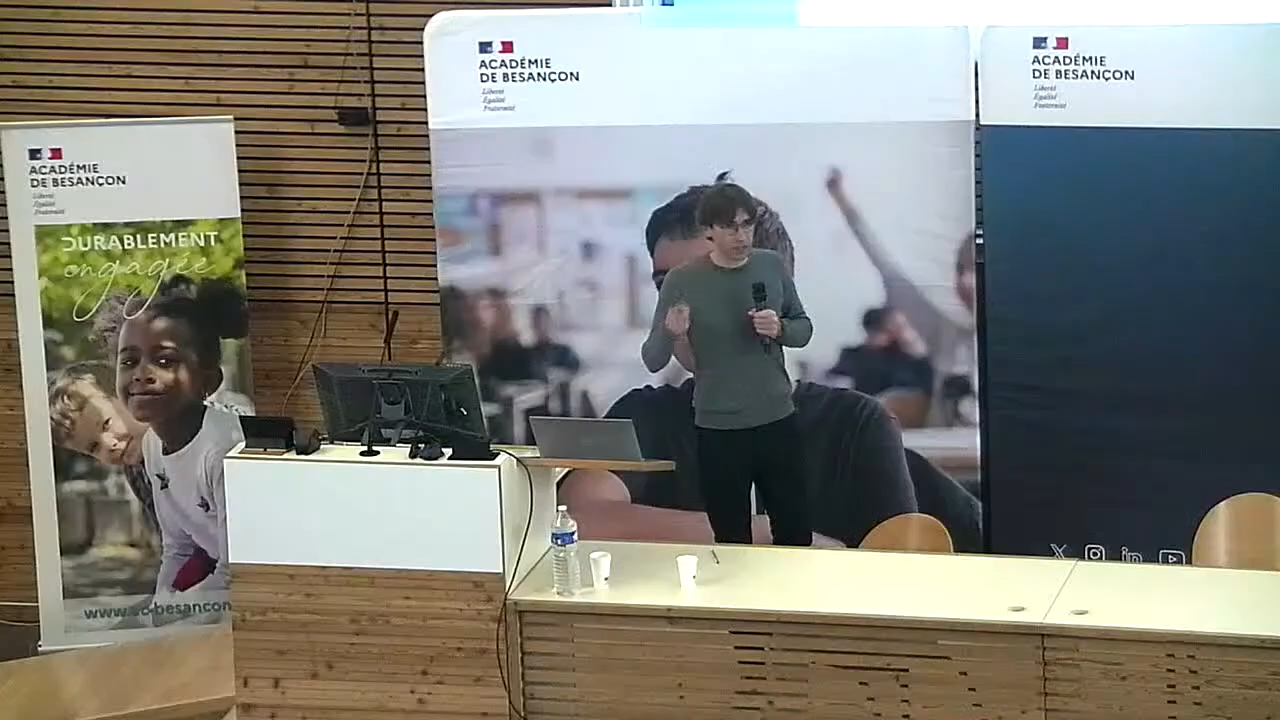 ACADÉMIE
DE BESANÇON
Liberté
Égalité
Fraternité
DURABLEMENT
engagée
www.ac-besancon
ACADÉMIE
DE BESANÇON
Liberté
Égalité
Fraternité
ACADÉMIE
DE BESANÇON
Liberté
Égalité
Fraternité